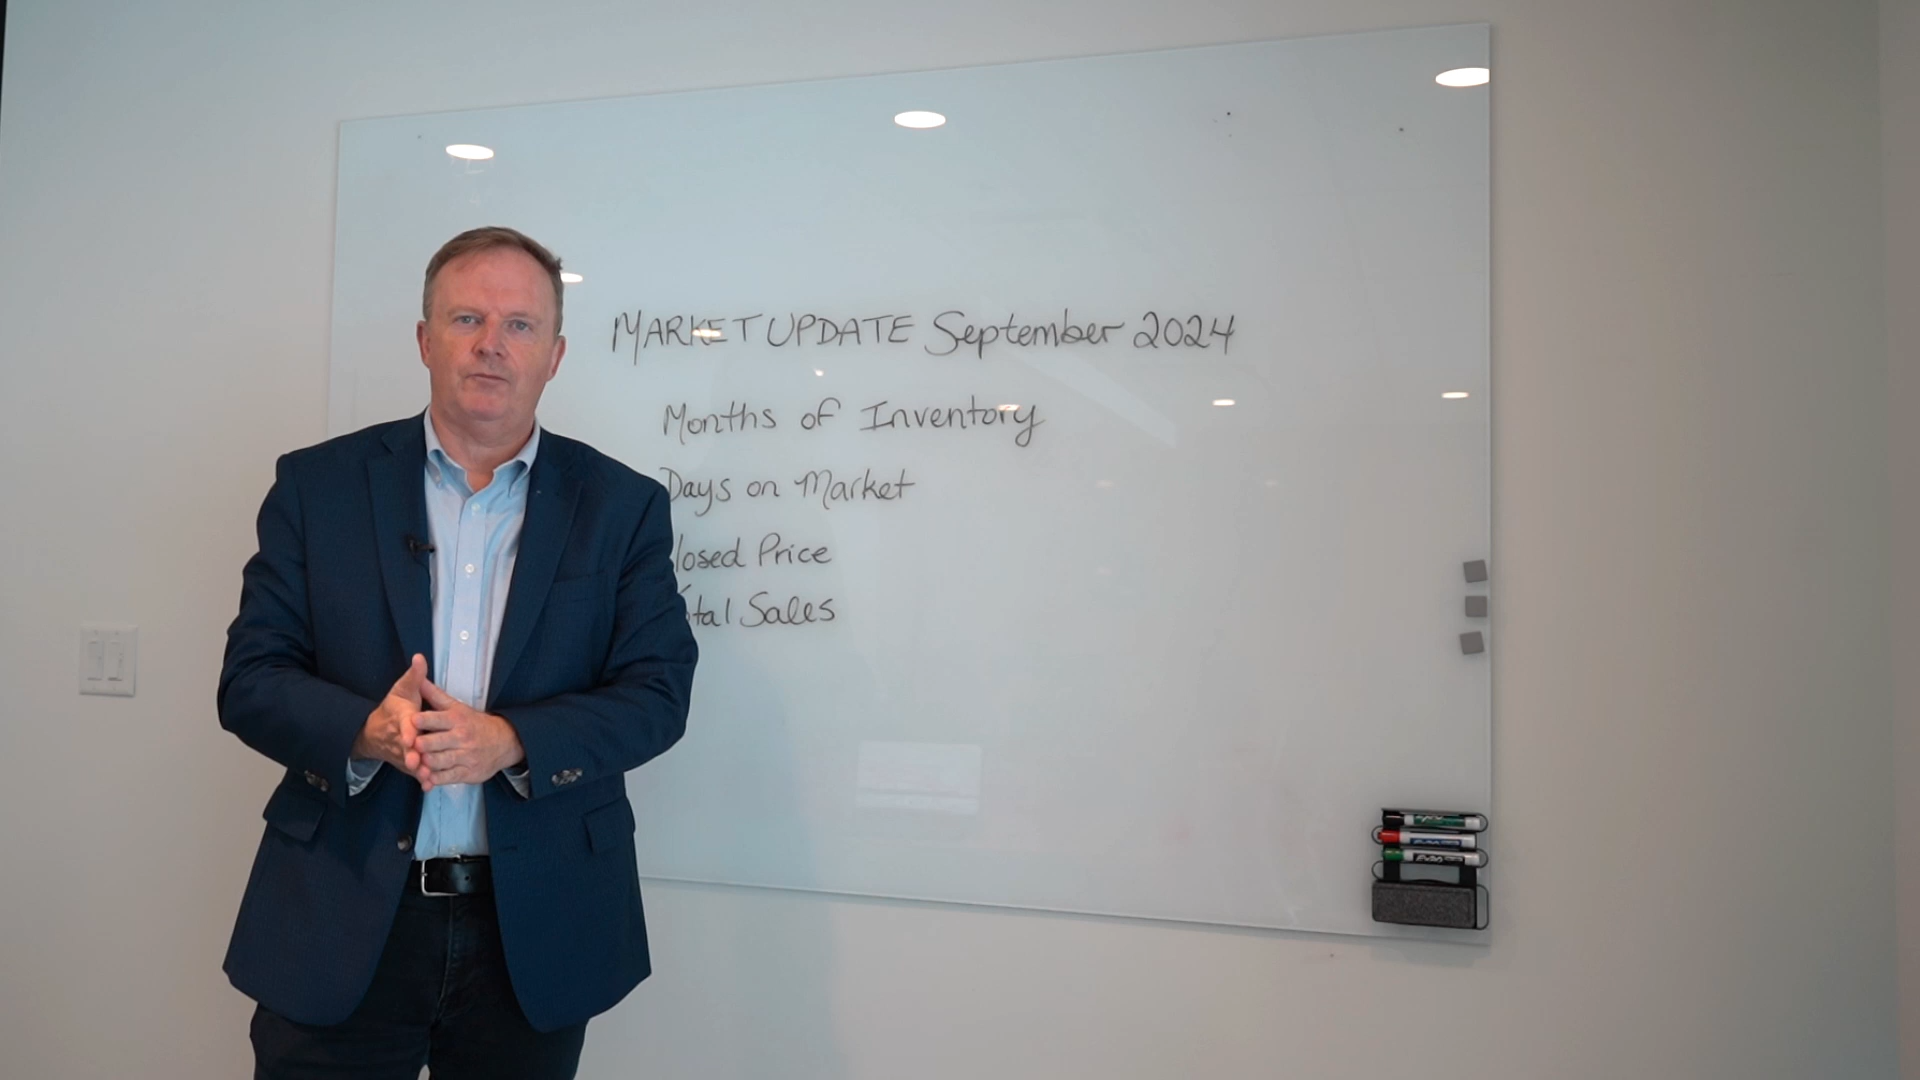 MARKET UPDATE September 2024
Months of Inventory
Days on Market
losed Price
tal Sales